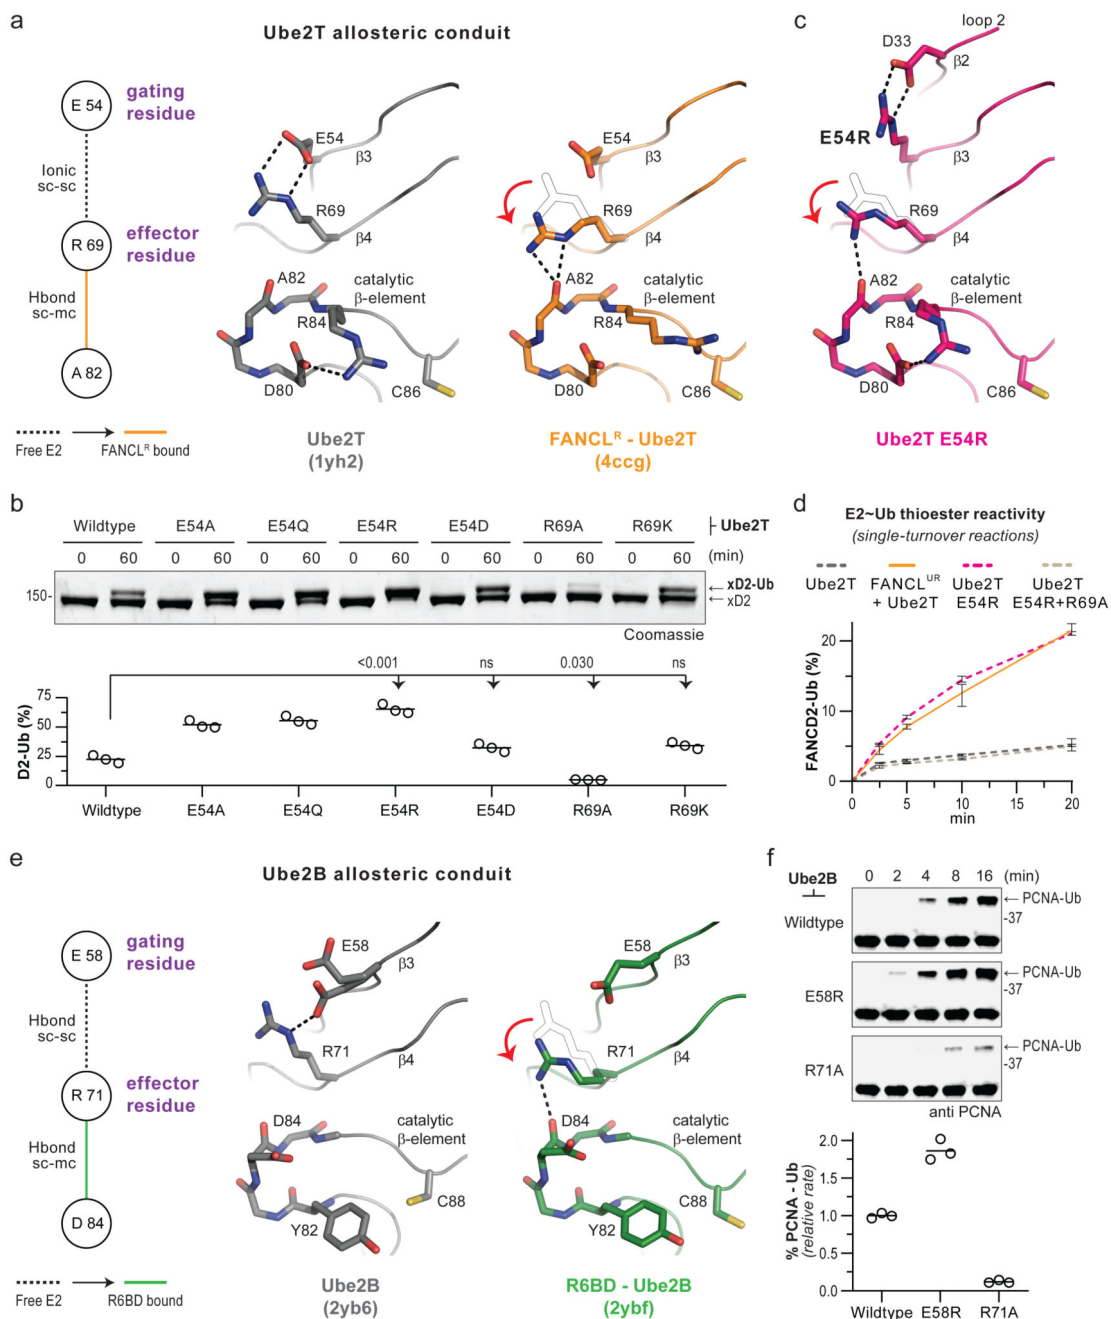 a
Ube2T allosteric conduit
E 54
gating
residue
Ionic
sc-sc
R 69
effector
residue
Hbond
sc-mc
A 82
Free E2
FANCL^R bound
E54
β3
R69
β4
A82
catalytic
β-element
R84
D80
C86
Ube2T
(1yh2)
E54
β3
R69
β4
A82
catalytic
β-element
R84
D80
C86
FANCL^R - Ube2T
(4ccg)
c
loop 2
D33
β2
E54R
β3
R69
β4
A82
catalytic
β-element
R84
D80
C86
Ube2T E54R
b
Wildtype E54A E54Q E54R E54D R69A R69K Ube2T
0 60 0 60 0 60 0 60 0 60 0 60 0 60 (min)
150- ← xD2-Ub
← xD2
Coomassie
<0.001 ns 0.030 ns
D2-Ub (%)
75
50
25
0
Wildtype E54A E54Q E54R E54D R69A R69K
d
E2~Ub thioester reactivity
(single-turnover reactions)
Ube2T FANCL^UR Ube2T Ube2T
+ Ube2T E54R E54R+R69A
FANCD2-Ub (%)
20
10
0
0 5 10 15 20
min
e
Ube2B allosteric conduit
E 58
gating
residue
Hbond
sc-sc
R 71
effector
residue
Hbond
sc-mc
D 84
Free E2
R6BD bound
E58
β3
R71
β4
D84
catalytic
β-element
C88
Y82
Ube2B
(2yb6)
E58
β3
R71
β4
D84
catalytic
β-element
C88
Y82
R6BD - Ube2B
(2ybf)
f
Ube2B 0 2 4 8 16 (min)
Wildtype
← PCNA-Ub
-37
E58R
← PCNA-Ub
-37
R71A
← PCNA-Ub
-37
anti PCNA
% PCNA - Ub
(relative rate)
2.0
1.5
1.0
0.5
0.0
Wildtype E58R R71A